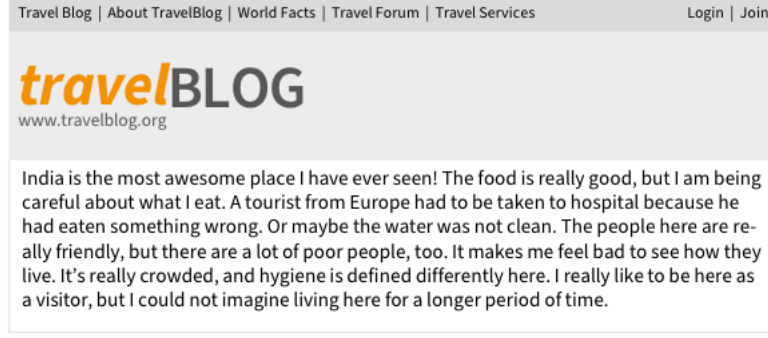 Travel Blog | About TravelBlog | World Facts | Travel Forum | Travel Services Login | Join
travelBLOG
www.travelblog.org
India is the most awesome place I have ever seen! The food is really good, but I am being
careful about what I eat. A tourist from Europe had to be taken to hospital because he
had eaten something wrong. Or maybe the water was not clean. The people here are re-
ally friendly, but there are a lot of poor people, too. It makes me feel bad to see how they
live. It’s really crowded, and hygiene is defined differently here. I really like to be here as
a visitor, but I could not imagine living here for a longer period of time.